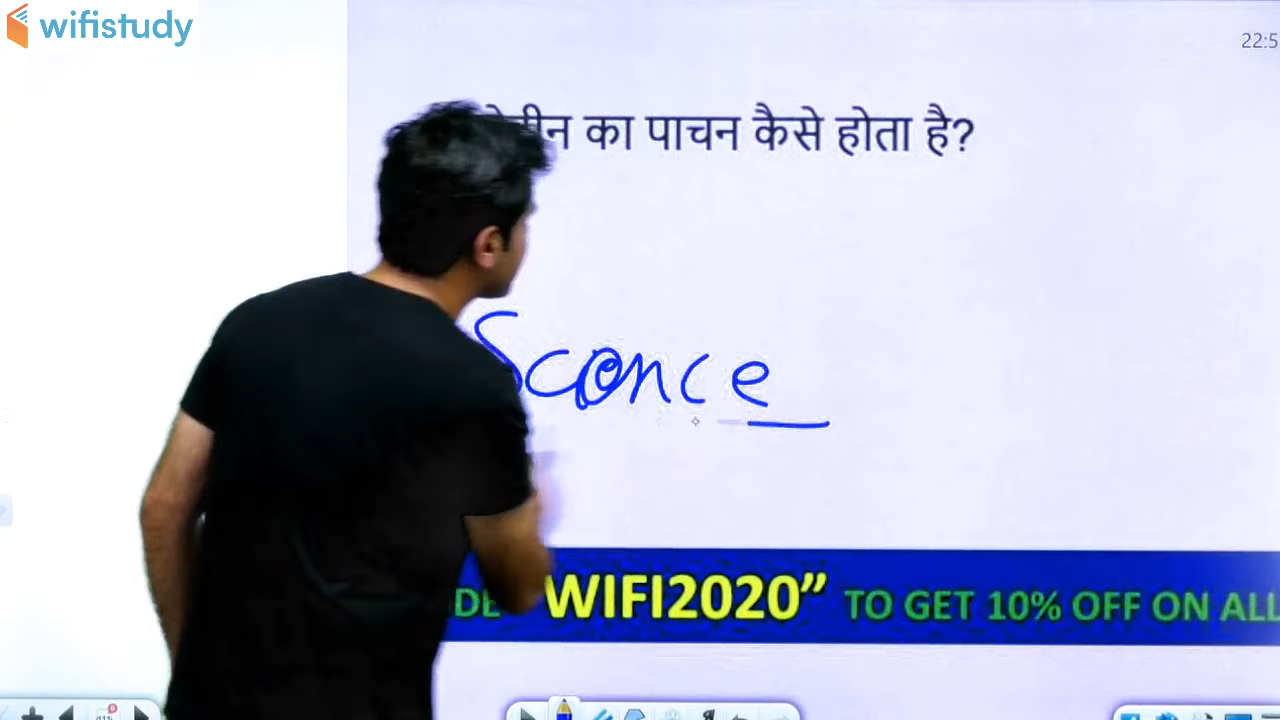 wifistudy
22:5
का पाचन कैसे होता है?
Sconce
"WIFI2020" TO GET 10% OFF ON ALL